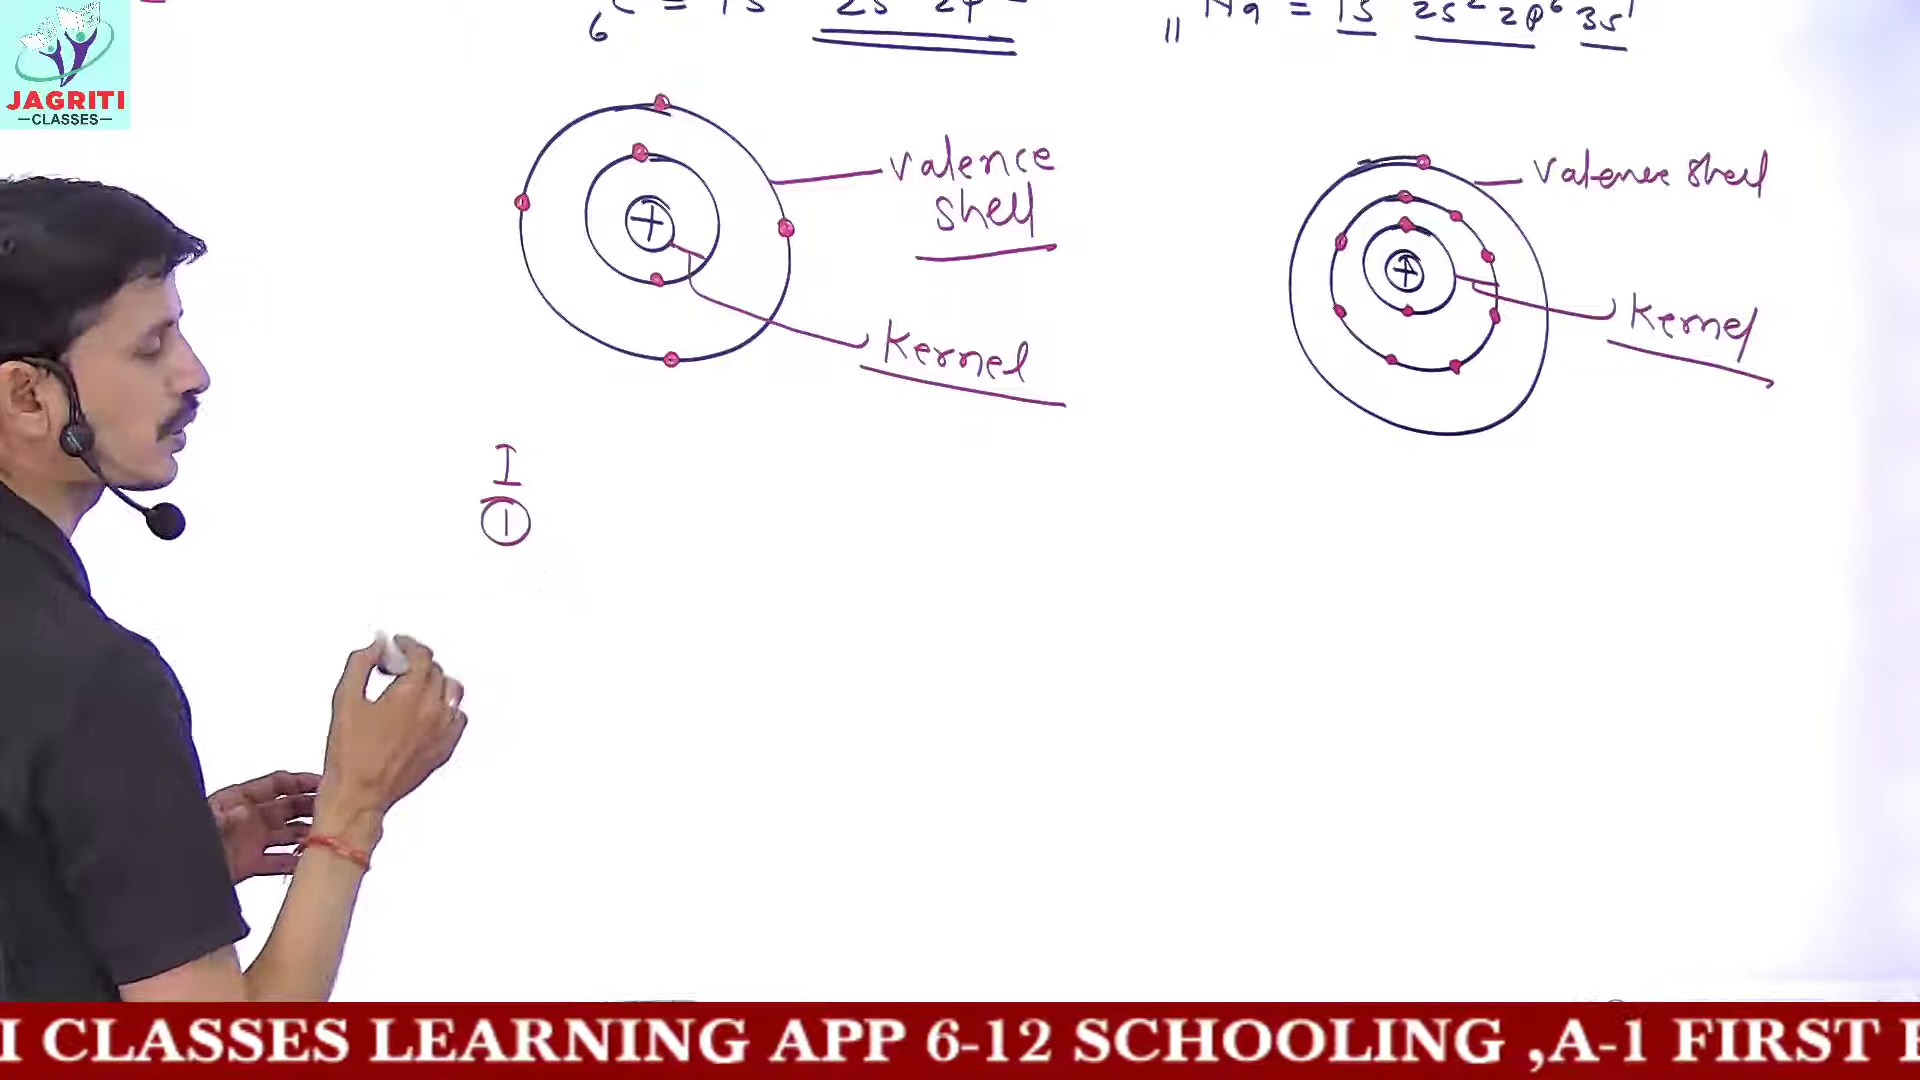 JAGRITI
—CLASSES—
₆C = 1s 2s 2p
₁₁Na = 1s 2s² 2p⁶ 3s¹
Valence
shell
Kernel
Valence shell
Kernel
I
1
I CLASSES LEARNING APP 6-12 SCHOOLING ,A-1 FIRST